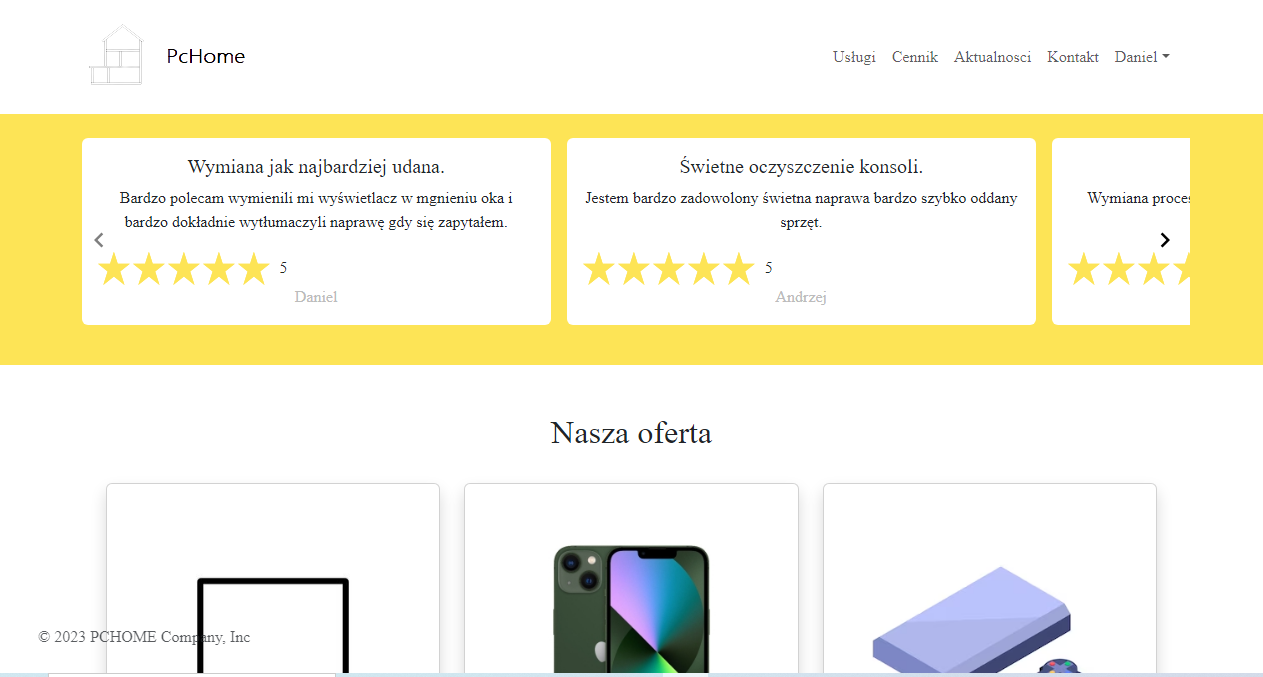 PcHome
Usługi Cennik Aktualnosci Kontakt Daniel
Wymiana jak najbardziej udana.
Bardzo polecam wymienili mi wyświetlacz w mgnieniu oka i
bardzo dokładnie wytłumaczyli naprawę gdy się zapytałem.
5
Daniel
Świetne oczyszczenie konsoli.
Jestem bardzo zadowolony świetna naprawa bardzo szybko oddany
sprzęt.
5
Andrzej
Wymiana
Nasza oferta
© 2023 PCHOME Company, Inc